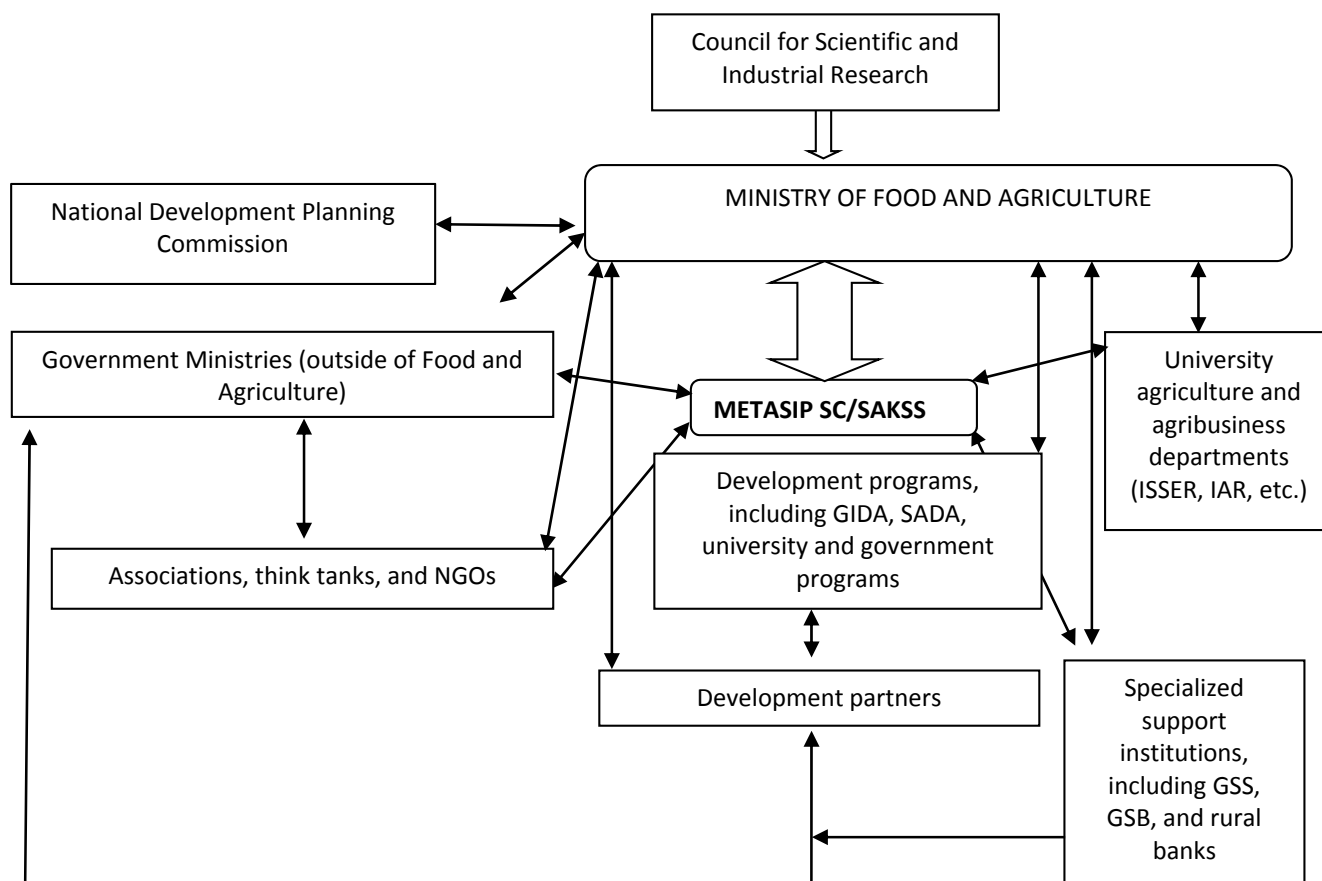 Council for Scientific and
Industrial Research
MINISTRY OF FOOD AND AGRICULTURE
National Development Planning
Commission
Government Ministries (outside of Food and
Agriculture)
METASIP SC/SAKSS
University
agriculture and
agribusiness
departments
(ISSER, IAR, etc.)
Development programs,
including GIDA, SADA,
university and government
programs
Associations, think tanks, and NGOs
Development partners
Specialized
support
institutions,
including GSS,
GSB, and rural
banks